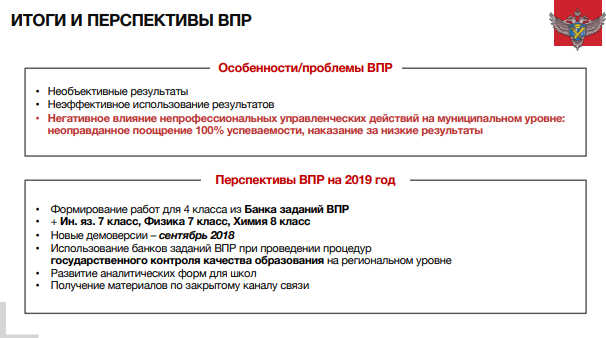 ИТОГИ И ПЕРСПЕКТИВЫ ВПР
Особенности/проблемы ВПР
• Необъективные результаты
• Неэффективное использование результатов
• Негативное влияние непрофессиональных управленческих действий на муниципальном уровне:
неоправданное поощрение 100% успеваемости, наказание за низкие результаты
Перспективы ВПР на 2019 год
• Формирование работ для 4 класса из Банка заданий ВПР
• + Ин. яз. 7 класс, Физика 7 класс, Химия 8 класс
• Новые демоверсии – сентябрь 2018
• Использование банков заданий ВПР при проведении процедур
государственного контроля качества образования на региональном уровне
• Развитие аналитических форм для школ
• Получение материалов по закрытому каналу связи